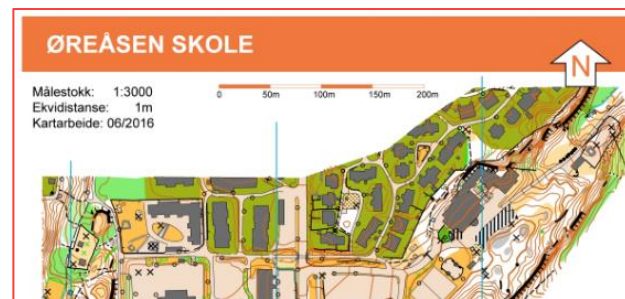 ØREÅSEN SKOLE
N
Målestokk: 1:3000
Ekvidistanse: 1m
Kartarbeide: 06/2016
0 50m 100m 150m 200m